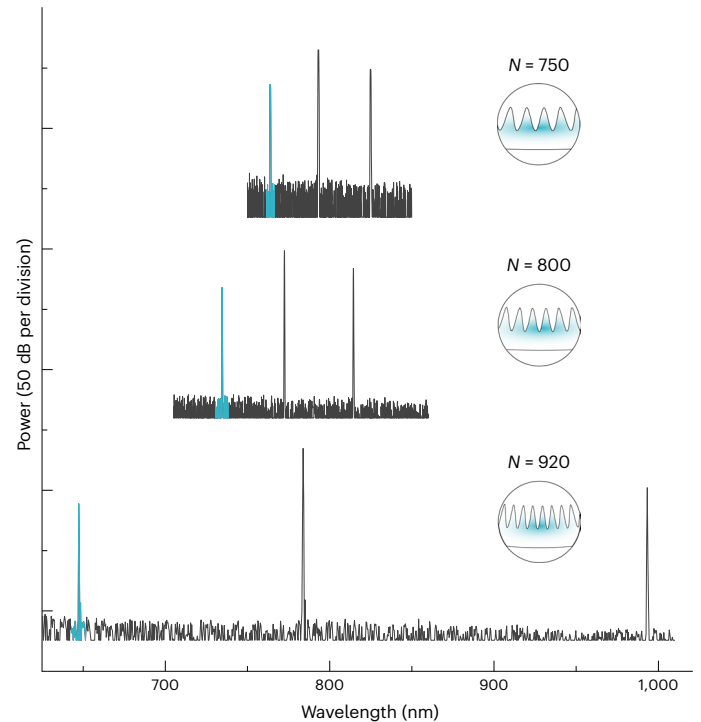 N = 750
N = 800
N = 920
Power (50 dB per division)
700
800
900
1,000
Wavelength (nm)